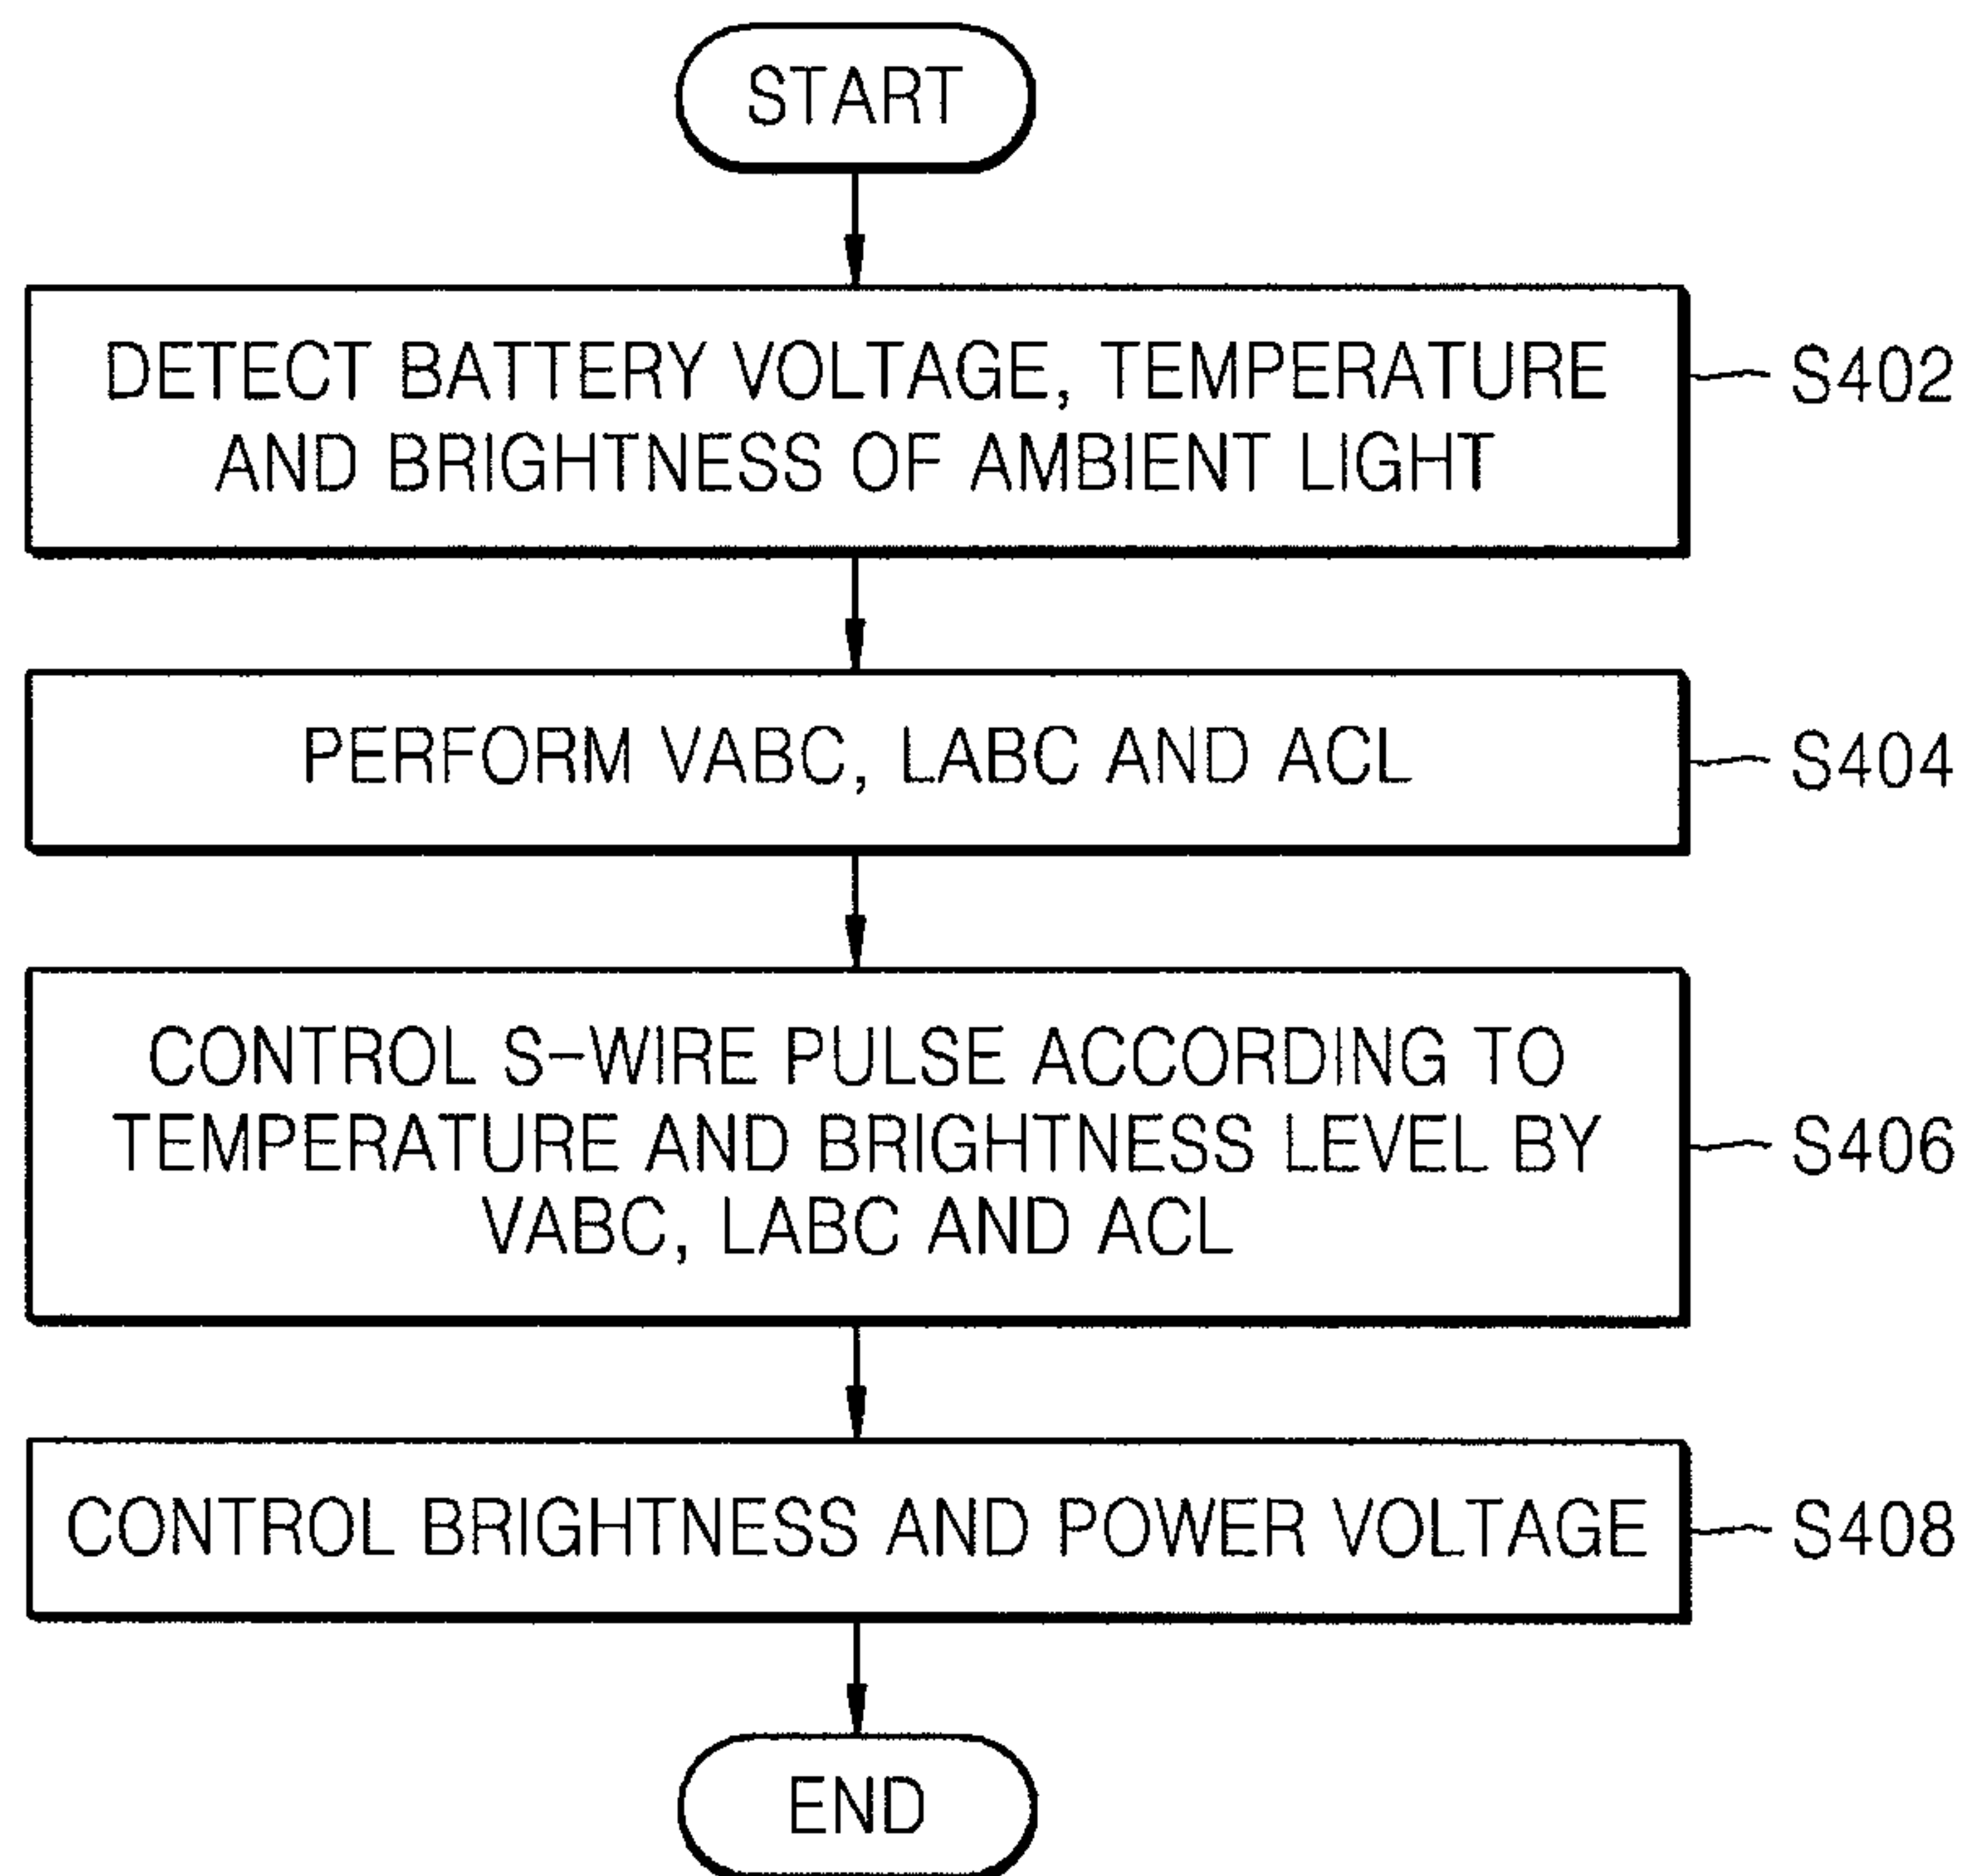 START
DETECT BATTERY VOLTAGE, TEMPERATURE
AND BRIGHTNESS OF AMBIENT LIGHT
S402
PERFORM VABC, LABC AND ACL
S404
CONTROL S-WIRE PULSE ACCORDING TO
TEMPERATURE AND BRIGHTNESS LEVEL BY
VABC, LABC AND ACL
S406
CONTROL BRIGHTNESS AND POWER VOLTAGE
S408
END